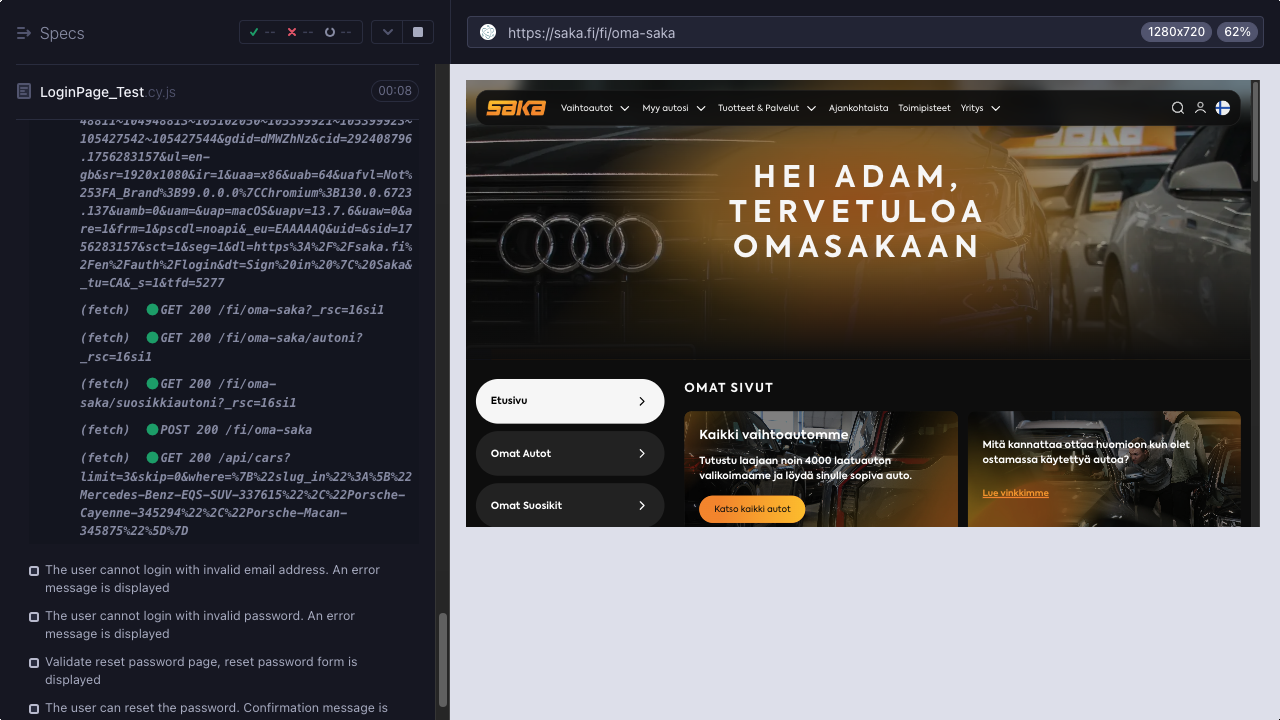 Specs
-- -- --
https://saka.fi/fi/oma-saka
1280x720
62%
LoginPage_Test.cy.js
00:08
48811~104948813~105102050~105399921~105399923~
105427542~105427544&gdid=dMWZhNz&cid=292408796
.1756283157&ul=en-
gb&sr=1920x1080&ir=1&uaa=x86&uab=64&uafvl=Not%
253FA_Brand%3B99.0.0.0%7CChromium%3B130.0.6723
.137&uamb=0&uam=&uap=macOS&uapv=13.7.6&uaw=0&a
re=1&frm=1&pscdl=noapi&_eu=EAAAAAQ&uid=&sid=17
56283157&sct=1&seg=1&dl=https%3A%2F%2Fsaka.fi%
2Fen%2Fauth%2Flogin&dt=Sign%20in%20%7C%20Saka&
_tu=CA&_s=1&tfd=5277
(fetch) GET 200 /fi/oma-saka?_rsc=16si1
(fetch) GET 200 /fi/oma-saka/autoni?
_rsc=16si1
(fetch) GET 200 /fi/oma-
saka/suosikkiautoni?_rsc=16si1
(fetch) POST 200 /fi/oma-saka
(fetch) GET 200 /api/cars?
limit=3&skip=0&where=%7B%22slug_in%22%3A%5B%22
Mercedes-Benz-EQS-SUV-337615%22%2C%22Porsche-
Cayenne-345294%22%2C%22Porsche-Macan-
345875%22%5D%7D
The user cannot login with invalid email address. An error
message is displayed
The user cannot login with invalid password. An error
message is displayed
Validate reset password page, reset password form is
displayed
The user can reset the password. Confirmation message is
saka
Vaihtoautot
Myy autosi
Tuotteet & Palvelut
Ajankohtaista
Toimipisteet
Yritys
HEI ADAM,
TERVETULOA
OMASAKAAN
Etusivu
Omat Autot
Omat Suosikit
OMAT SIVUT
Kaikki vaihtoautomme
Tutustu laajaan noin 4000 laatuauton
valikoimaame ja löydä sinulle sopiva auto.
Katso kaikki autot
Mitä kannattaa ottaa huomioon kun olet
ostamassa käytettyä autoa?
Lue vinkkimme